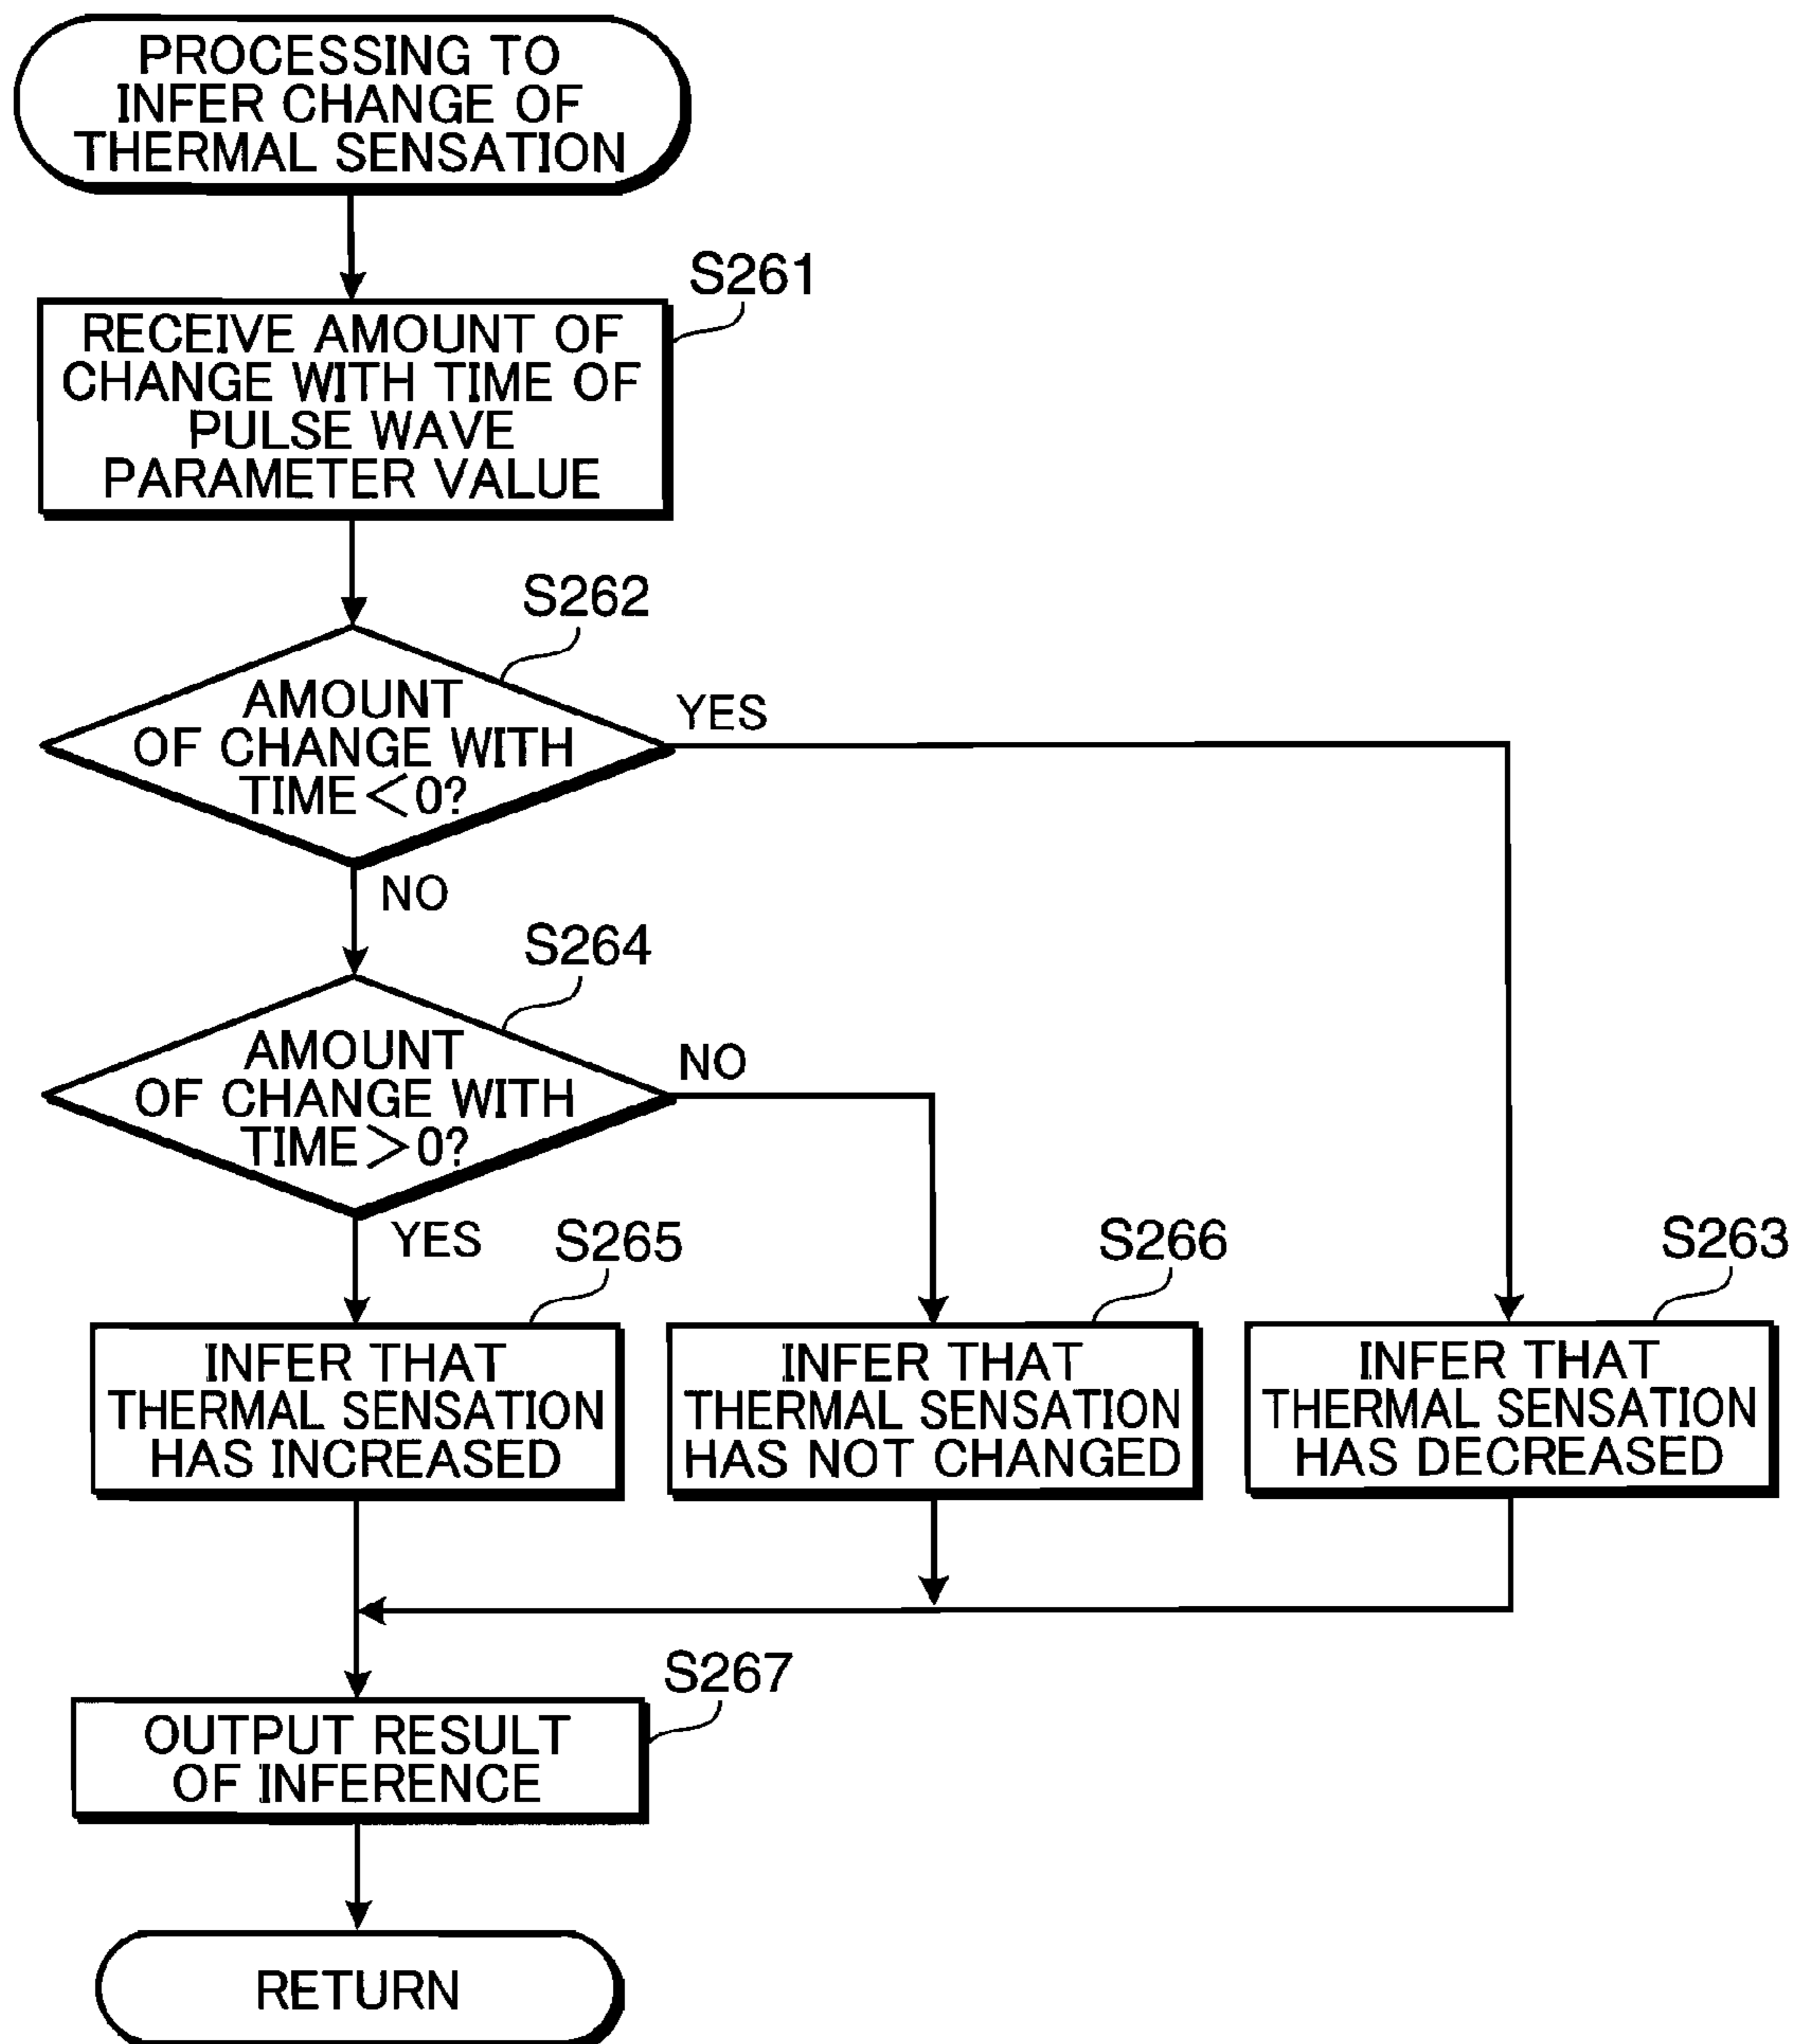 PROCESSING TO
INFER CHANGE OF
THERMAL SENSATION
S261
RECEIVE AMOUNT OF
CHANGE WITH TIME OF
PULSE WAVE
PARAMETER VALUE
S262
AMOUNT
OF CHANGE WITH
TIME<0?
YES
NO
S264
AMOUNT
OF CHANGE WITH
TIME>0?
NO
YES
S265
INFER THAT
THERMAL SENSATION
HAS INCREASED
S266
INFER THAT
THERMAL SENSATION
HAS NOT CHANGED
S263
INFER THAT
THERMAL SENSATION
HAS DECREASED
S267
OUTPUT RESULT
OF INFERENCE
RETURN